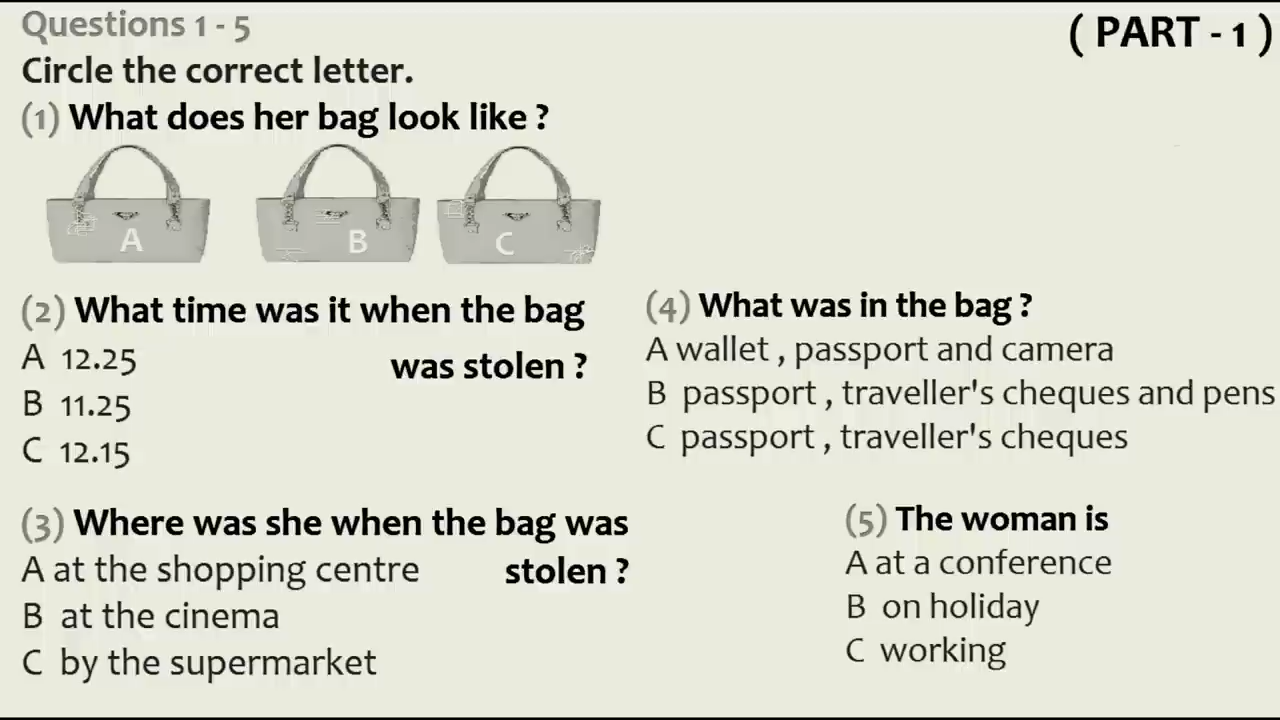 Questions 1 - 5
( PART - 1 )
Circle the correct letter.
(1) What does her bag look like ?
A
B
C
(2) What time was it when the bag
was stolen ?
A 12.25
B 11.25
C 12.15
(3) Where was she when the bag was
stolen ?
A at the shopping centre
B at the cinema
C by the supermarket
(4) What was in the bag ?
A wallet , passport and camera
B passport , traveller's cheques and pens
C passport , traveller's cheques
(5) The woman is
A at a conference
B on holiday
C working